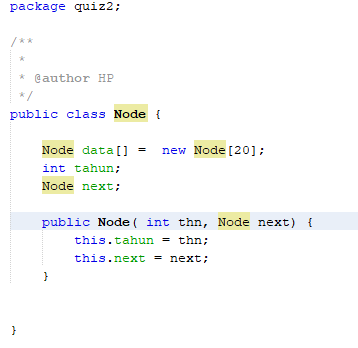 package quiz2;
/**
*
* @author HP
*/
public class Node {
Node data[] =  new Node[20];
int tahun;
Node next;
public Node( int thn, Node next) {
this.tahun = thn;
this.next = next;
}
}